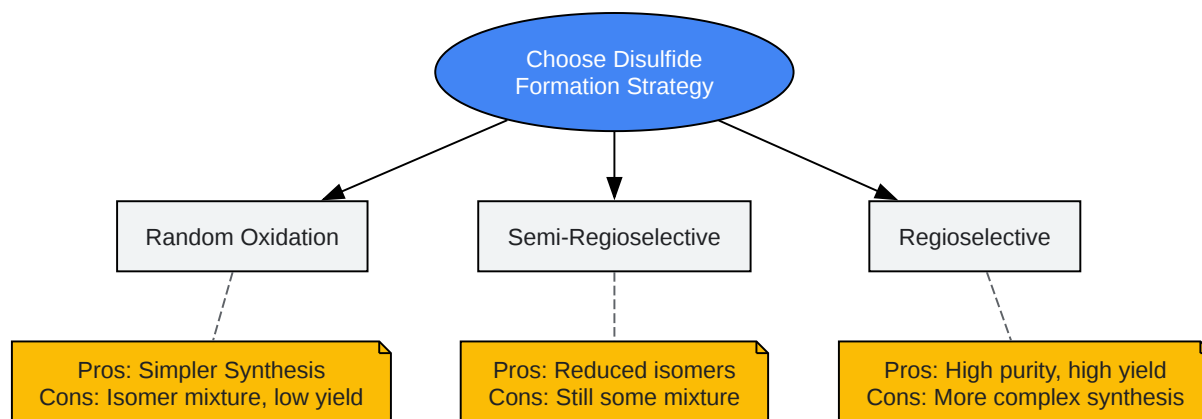 Choose Disulfide
Formation Strategy
Random Oxidation
Semi-Regioselective
Regioselective
Pros: Simpler Synthesis
Cons: Isomer mixture, low yield
Pros: Reduced isomers
Cons: Still some mixture
Pros: High purity, high yield
Cons: More complex synthesis